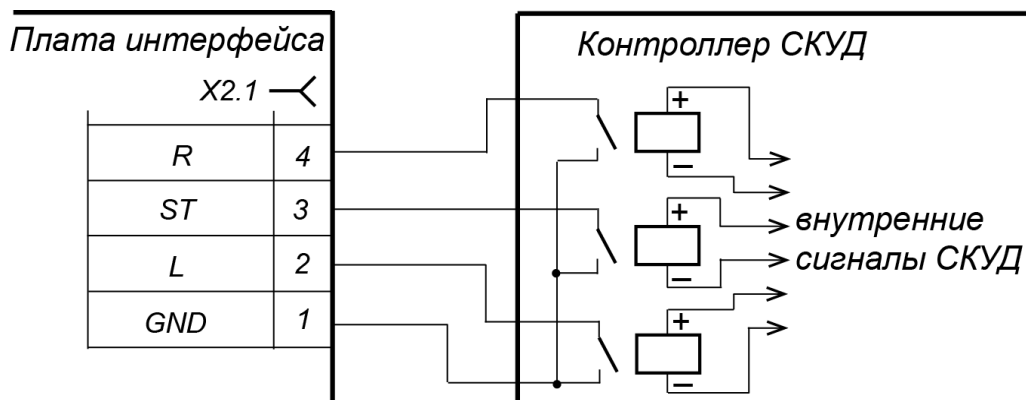 Плата интерфейса
Контроллер СКУД
X2.1
R 4
ST 3
L 2
GND 1
+
–
+
–
+
–
внутренние
сигналы СКУД